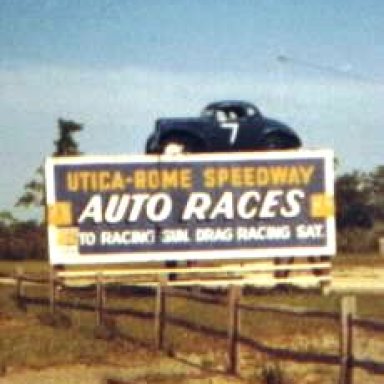 7
UTICA-ROME SPEEDWAY
AUTO RACES
TO RACING SUN. DRAG RACING SAT.